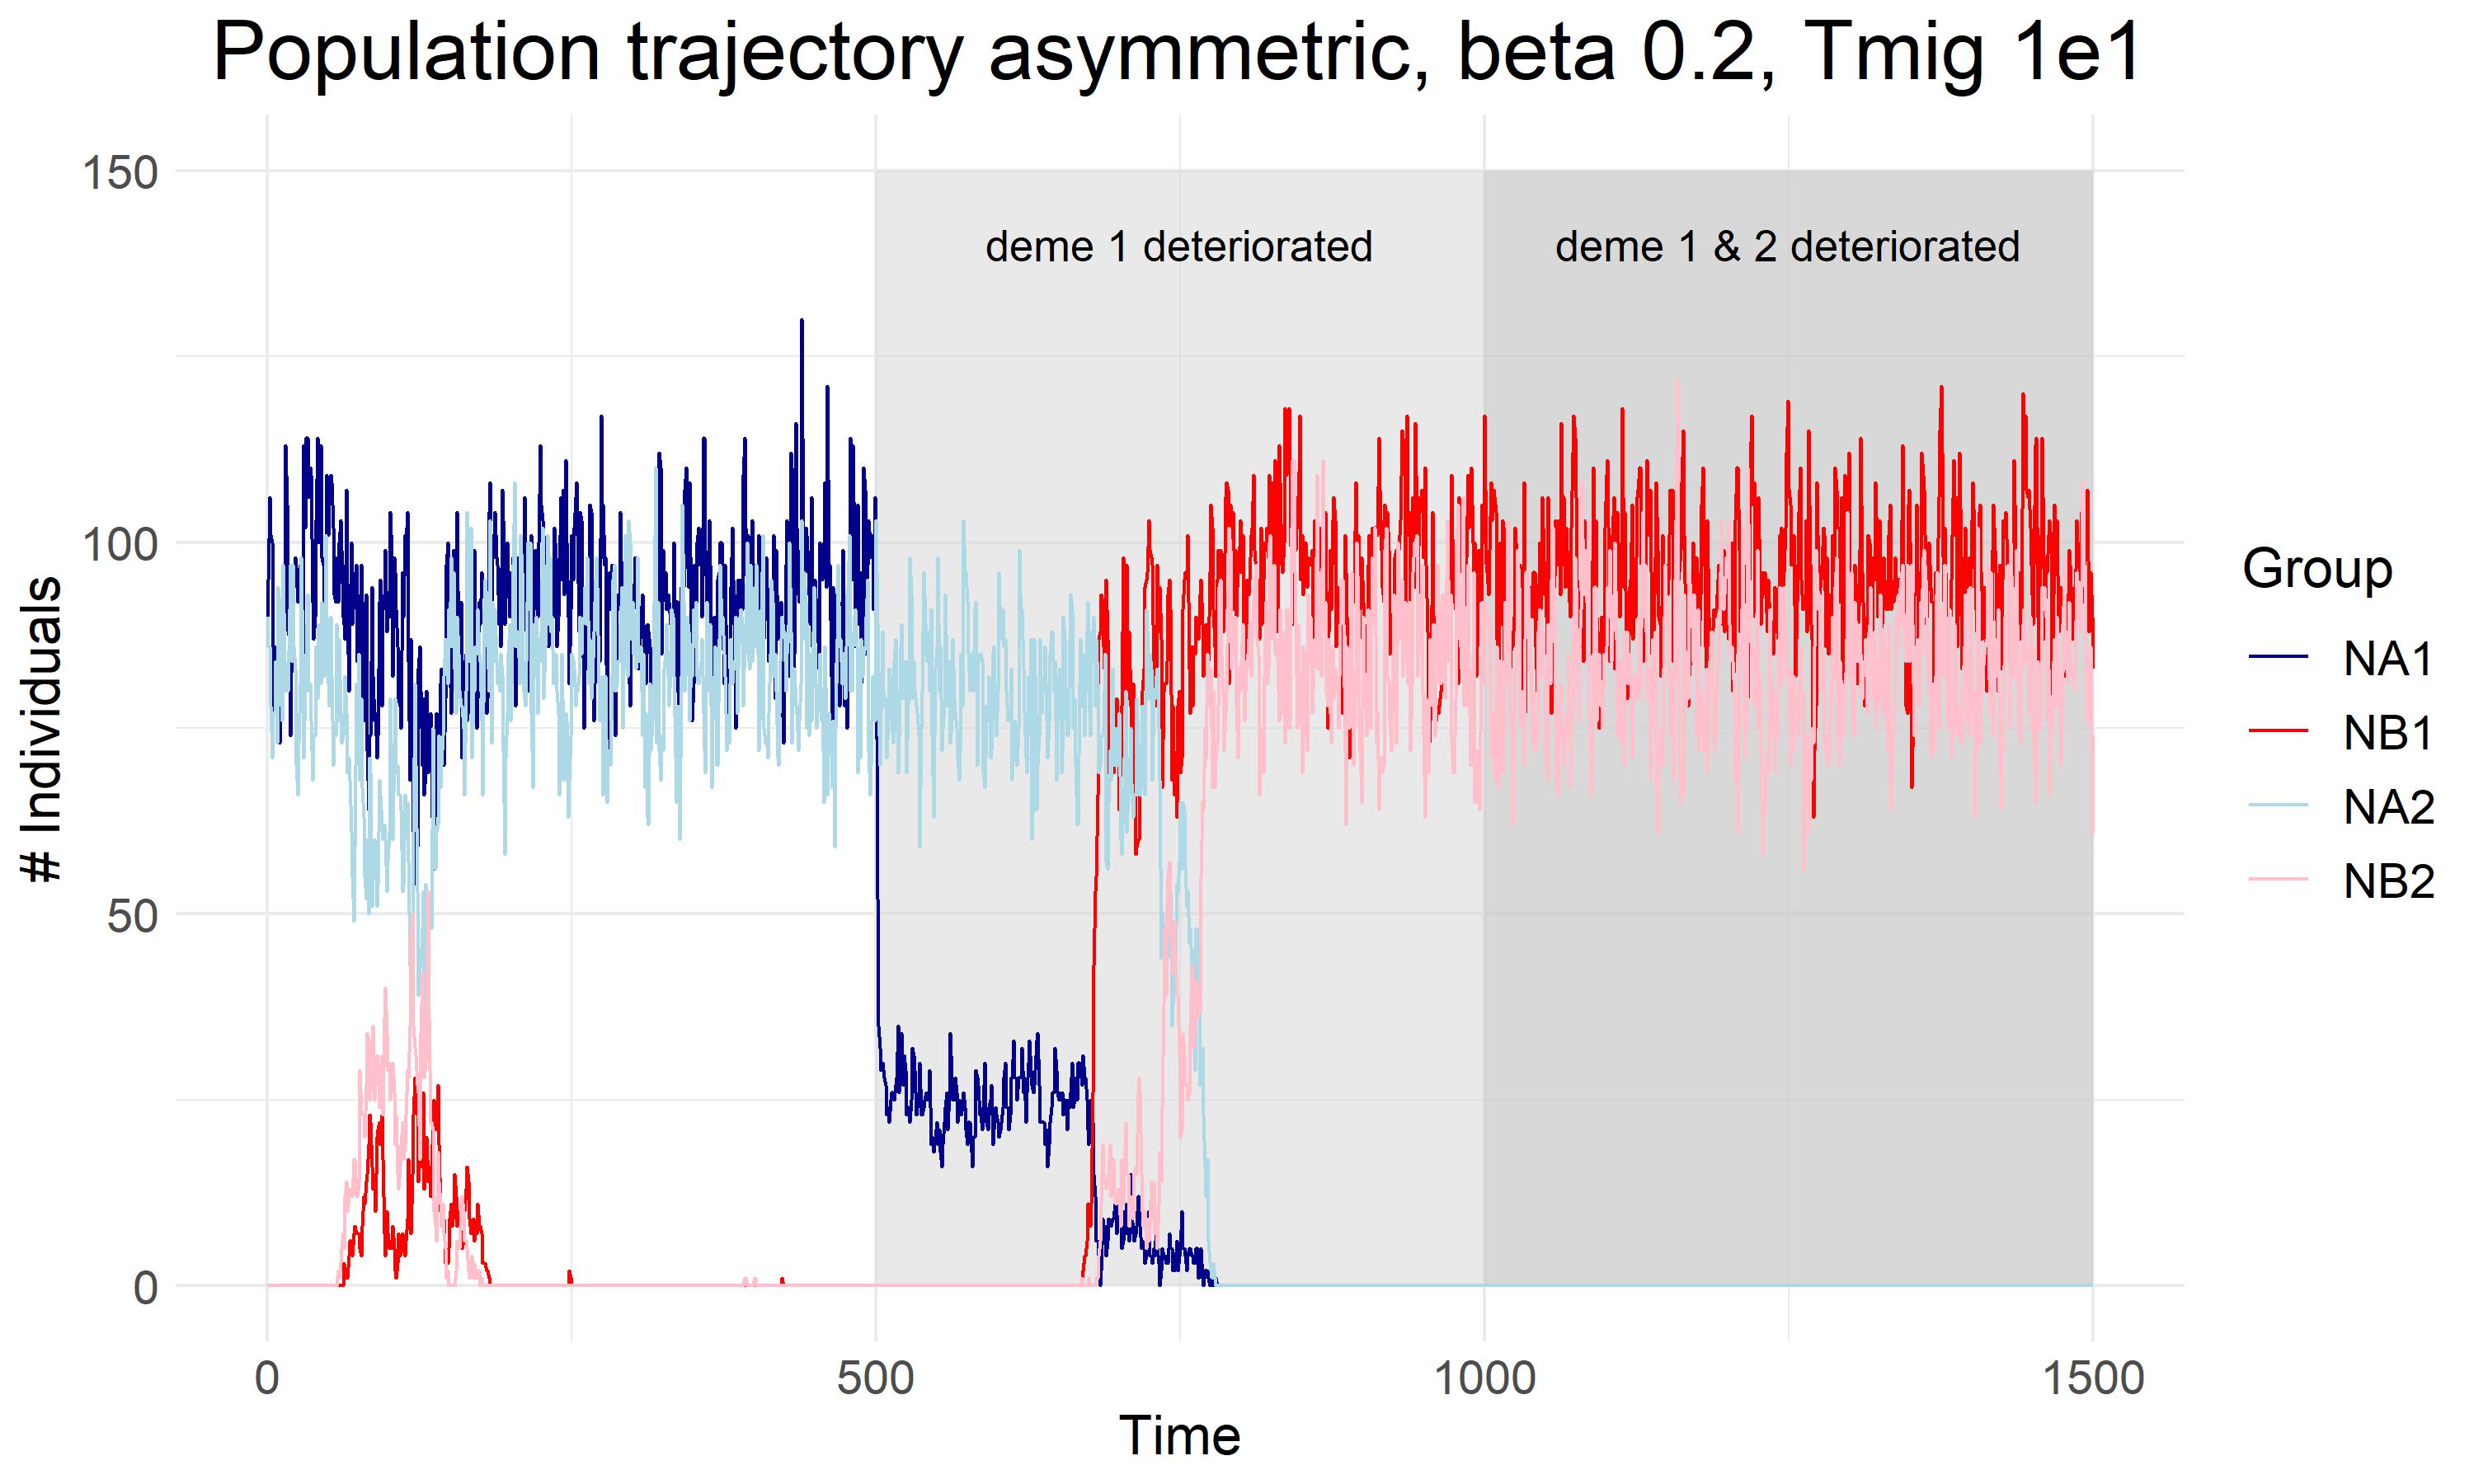 Population trajectory asymmetric, beta 0.2, Tmig 1e1
150
100
50
0
# Individuals
deme 1 deteriorated
deme 1 & 2 deteriorated
0
500
1000
1500
Time
Group
NA1
NB1
NA2
NB2